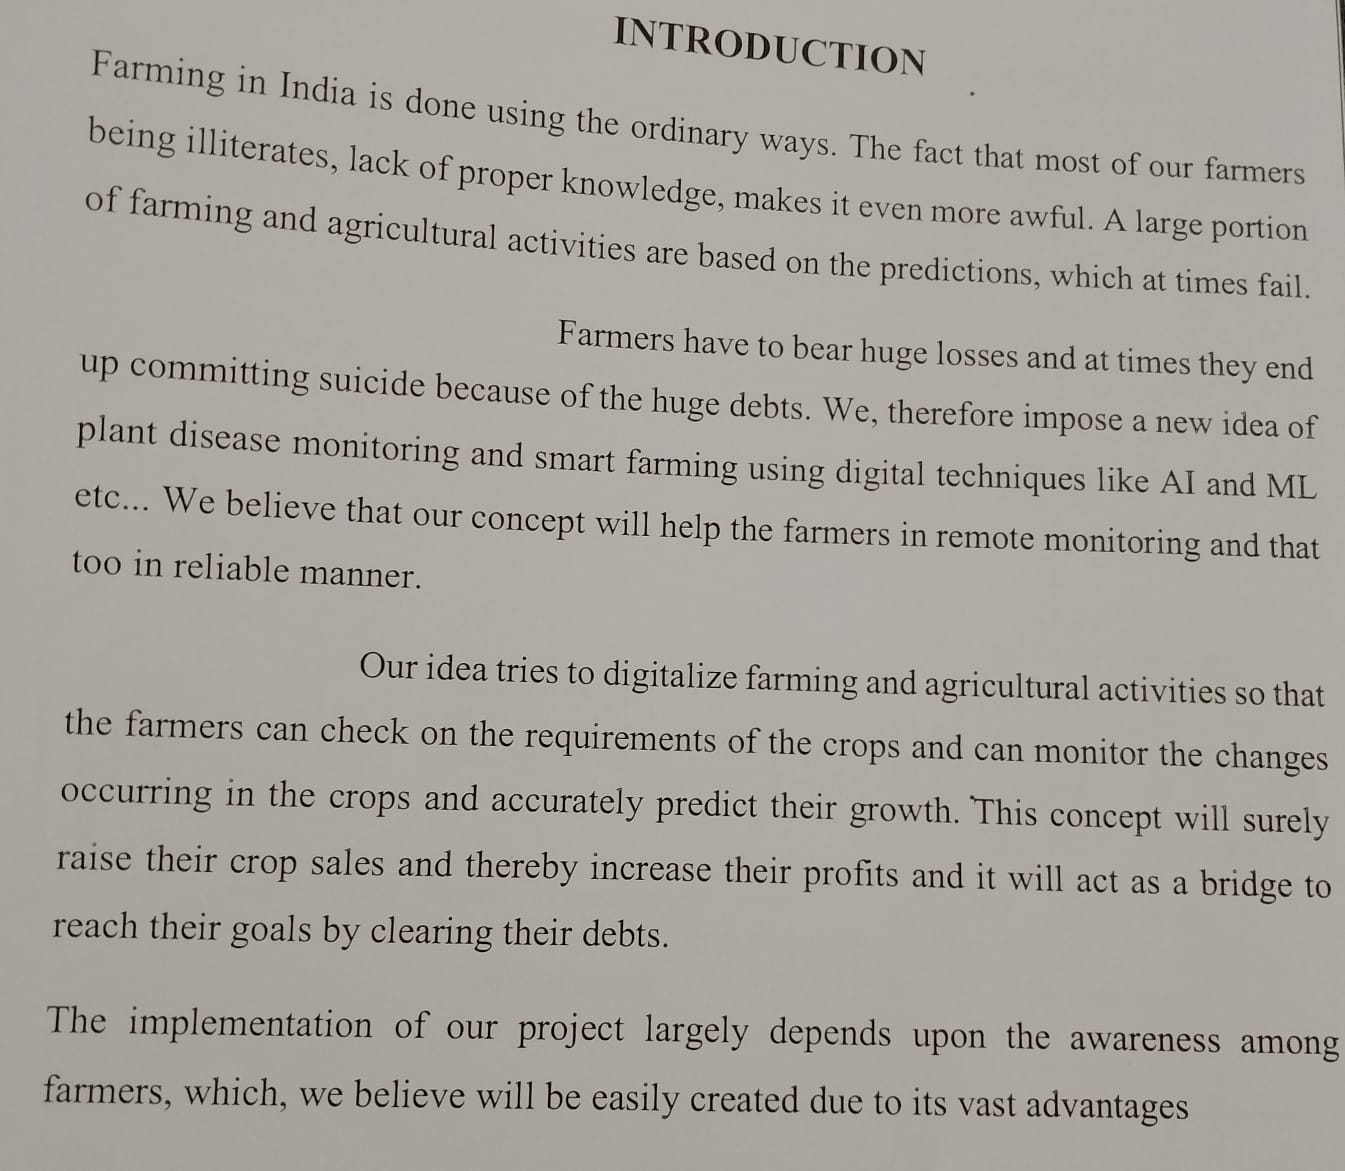 INTRODUCTION
Farming in India is done using the ordinary ways. The fact that most of our farmers
being illiterates, lack of proper knowledge, makes it even more awful. A large portion
of farming and agricultural activities are based on the predictions, which at times fail.
Farmers have to bear huge losses and at times they end
up committing suicide because of the huge debts. We, therefore impose a new idea of
plant disease monitoring and smart farming using digital techniques like AI and ML
etc... We believe that our concept will help the farmers in remote monitoring and that
too in reliable manner.
Our idea tries to digitalize farming and agricultural activities so that
the farmers can check on the requirements of the crops and can monitor the changes
occurring in the crops and accurately predict their growth. This concept will surely
raise their crop sales and thereby increase their profits and it will act as a bridge to
reach their goals by clearing their debts.
The implementation of our project largely depends upon the awareness among
farmers, which, we believe will be easily created due to its vast advantages